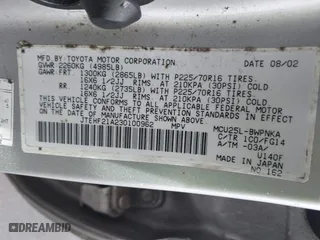 MFD.BY TOYOTA MOTOR CORPORATION DATE 08/02
GVWR 2260KG (4985LB)
GAWR FRT. 1300KG (2865LB) WITH P225/70R16 TIRES,
16X6 1/2JJ RIMS AT 210KPA (30PSI) COLD
RR 1240KG (2735LB) WITH P225/70R16 TIRES,
16X6 1/2JJ RIMS AT 210KPA (30PSI) COLD
THIS VEHICLE CONFORMS TO ALL APPLICABLE FEDERAL MOTOR
VEHICLE SAFETY AND THEFT PREVENTION STANDARDS IN
EFFECT ON THE DATE OF MANUFACTURE SHOWN ABOVE.
JTEHF21A230100962 MPV
MCU25L-BWPNKA
C/TR 1C0/FG14
A/TM -03A/
U140F
MADE IN JAPAN
NO 162